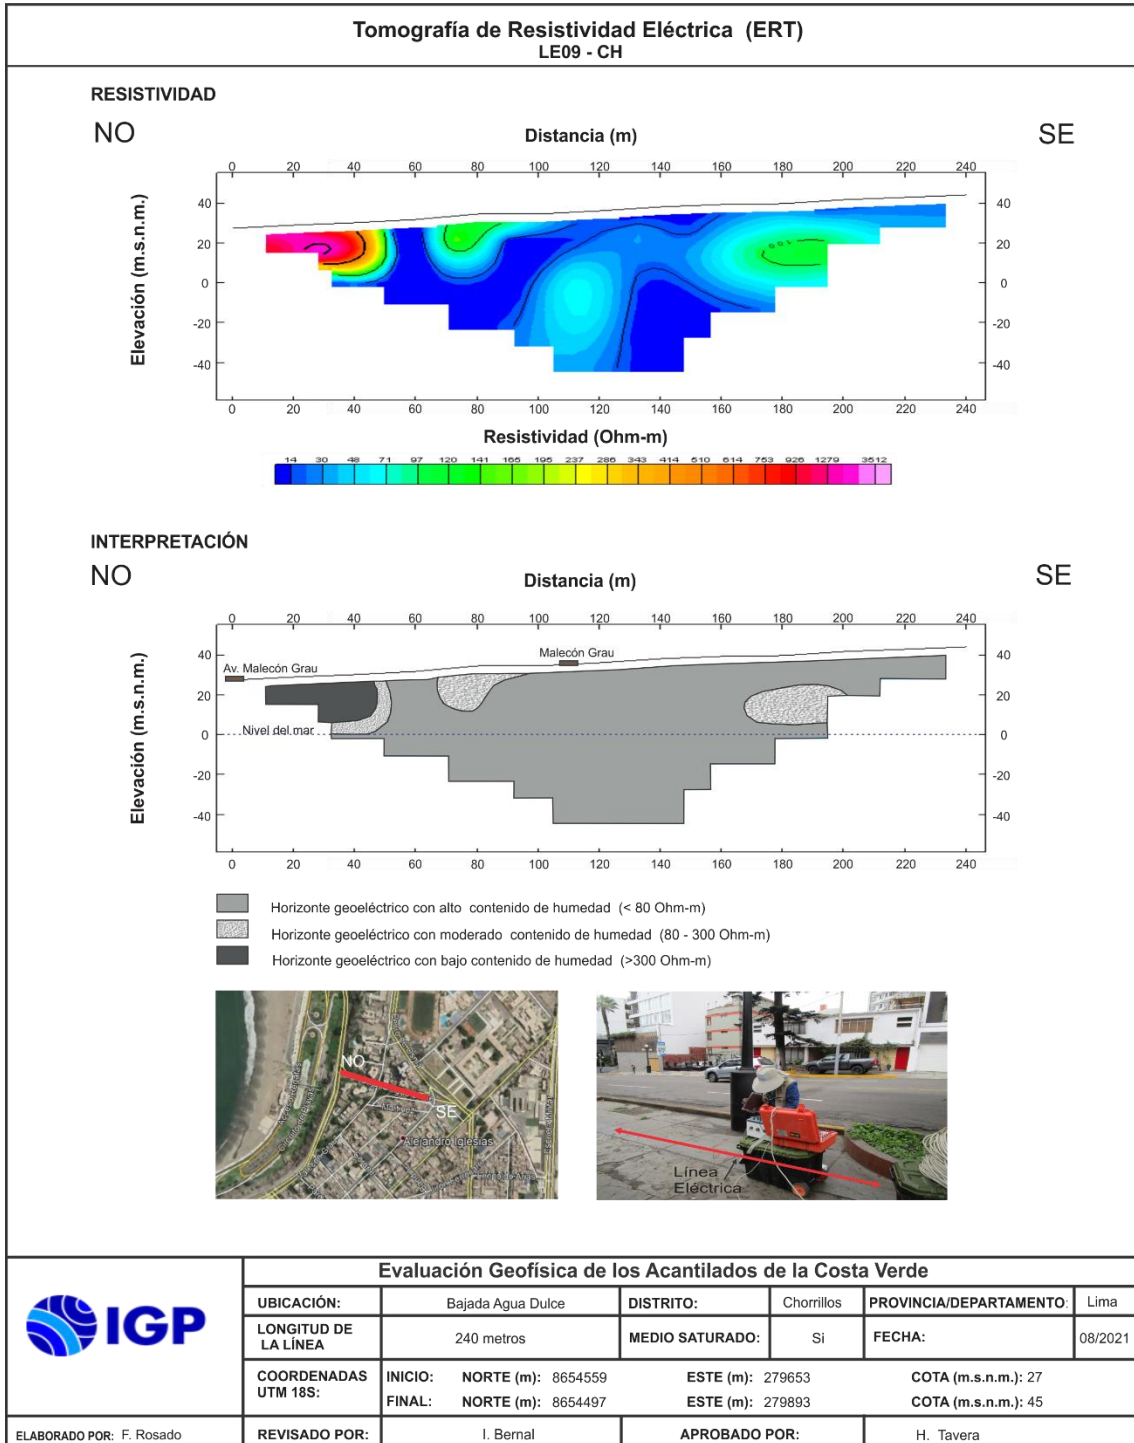 Tomografía de Resistividad Eléctrica (ERT)
LE09 - CH
RESISTIVIDAD
NO
SE
Distancia (m)
0 20 40 60 80 100 120 140 160 180 200 220 240
Elevación (m.s.n.m.)
40 40
20 20
0 0
-20 -20
-40 -40
100
0 20 40 60 80 100 120 140 160 180 200 220 240
Resistividad (Ohm-m)
14 30 48 71 97 120 141 165 195 237 286 343 414 510 614 753 926 1279 3512
INTERPRETACIÓN
NO
SE
Distancia (m)
0 20 40 60 80 100 120 140 160 180 200 220 240
Elevación (m.s.n.m.)
Malecón Grau
Av. Malecón Grau
40 40
20 20
Nivel del mar
0 0
-20 -20
-40 -40
0 20 40 60 80 100 120 140 160 180 200 220 240
Horizonte geoeléctrico con alto contenido de humedad (< 80 Ohm-m)
Horizonte geoeléctrico con moderado contenido de humedad (80 - 300 Ohm-m)
Horizonte geoeléctrico con bajo contenido de humedad (>300 Ohm-m)
NO
SE
Alejandro Iglesias
Línea
Eléctrica
IGP
Evaluación Geofísica de los Acantilados de la Costa Verde
UBICACIÓN: Bajada Agua Dulce DISTRITO: Chorrillos PROVINCIA/DEPARTAMENTO: Lima
LONGITUD DE LA LÍNEA 240 metros MEDIO SATURADO: Si FECHA: 08/2021
COORDENADAS UTM 18S: INICIO: NORTE (m): 8654559 ESTE (m): 279653 COTA (m.s.n.m.): 27
FINAL: NORTE (m): 8654497 ESTE (m): 279893 COTA (m.s.n.m.): 45
ELABORADO POR: F. Rosado REVISADO POR: I. Bernal APROBADO POR: H. Tavera